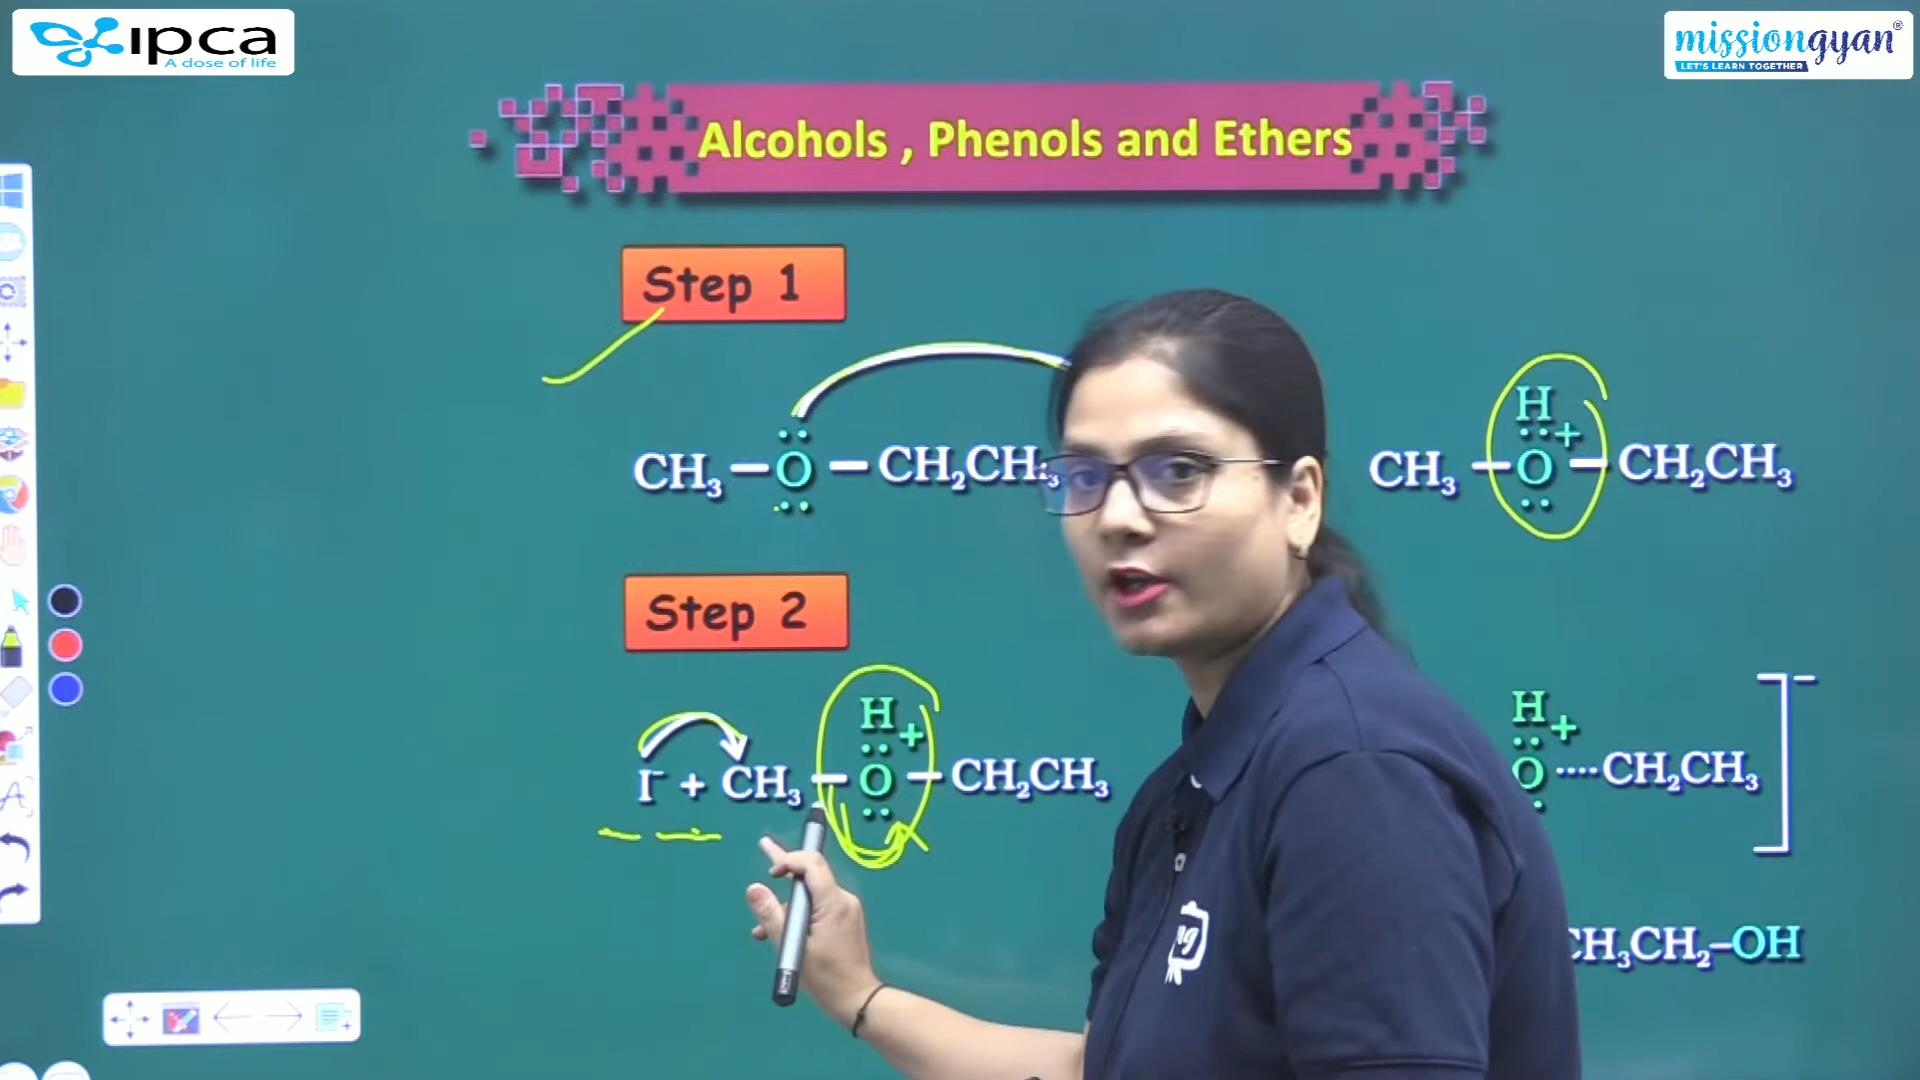 ipca
A dose of life
missiongyan®
LET'S LEARN TOGETHER
Alcohols , Phenols and Ethers
Step 1
CH₃ — O — CH₂CH₃
H
CH₃ — O⁺ — CH₂CH₃
Step 2
H
I⁻ + CH₃ — O⁺ — CH₂CH₃
H
O⁺ ····CH₂CH₃ ]⁻
CH₃CH₂–OH